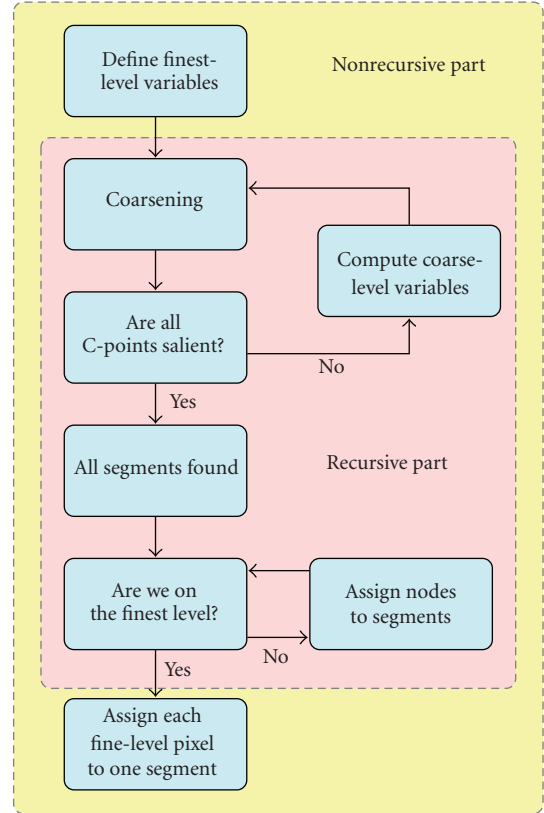 Define finest-
level variables
Nonrecursive part
Coarsening
Compute coarse-
level variables
Are all
C-points salient?
No
Yes
All segments found
Recursive part
Are we on
the finest level?
Assign nodes
to segments
No
Yes
Assign each
fine-level pixel
to one segment